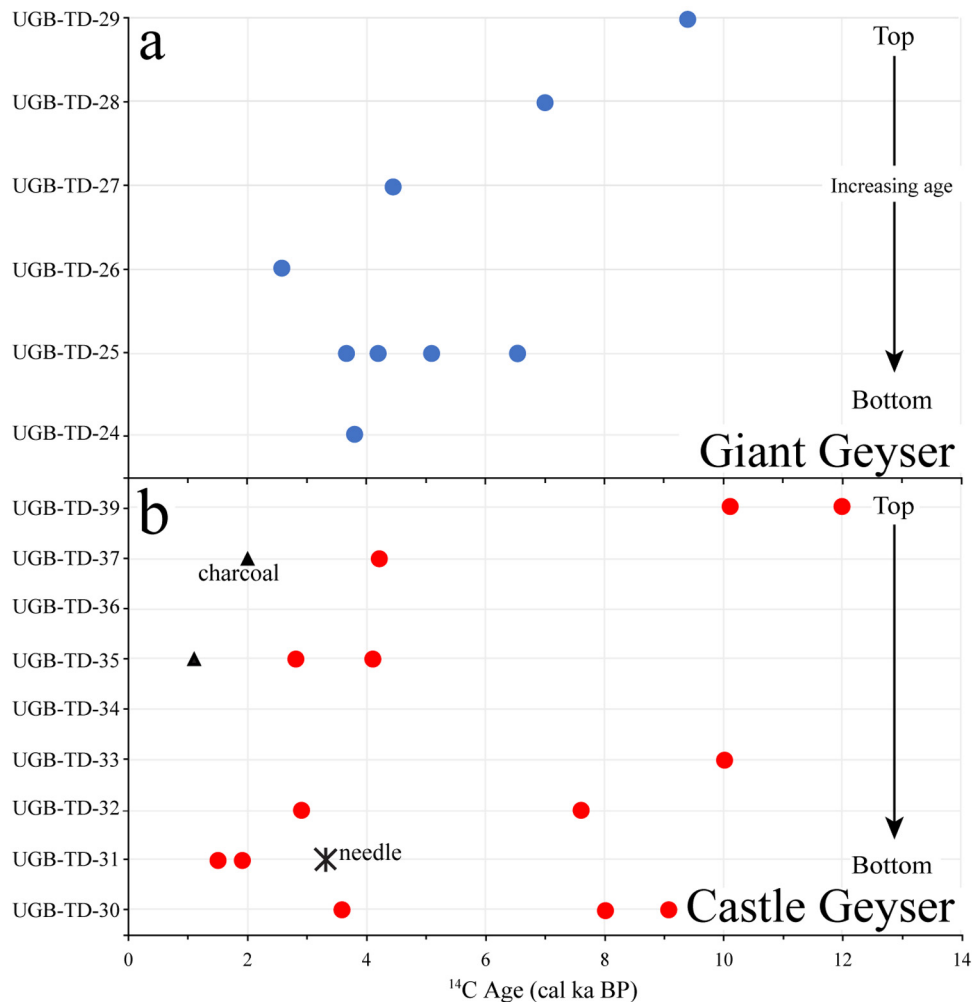 a
UGB-TD-29
Top
UGB-TD-28
UGB-TD-27
Increasing age
UGB-TD-26
UGB-TD-25
Bottom
UGB-TD-24
Giant Geyser
b
UGB-TD-39
Top
UGB-TD-37
charcoal
UGB-TD-36
UGB-TD-35
UGB-TD-34
UGB-TD-33
UGB-TD-32
UGB-TD-31
needle
Bottom
UGB-TD-30
Castle Geyser
0 2 4 6 8 10 12 14
¹⁴C Age (cal ka BP)